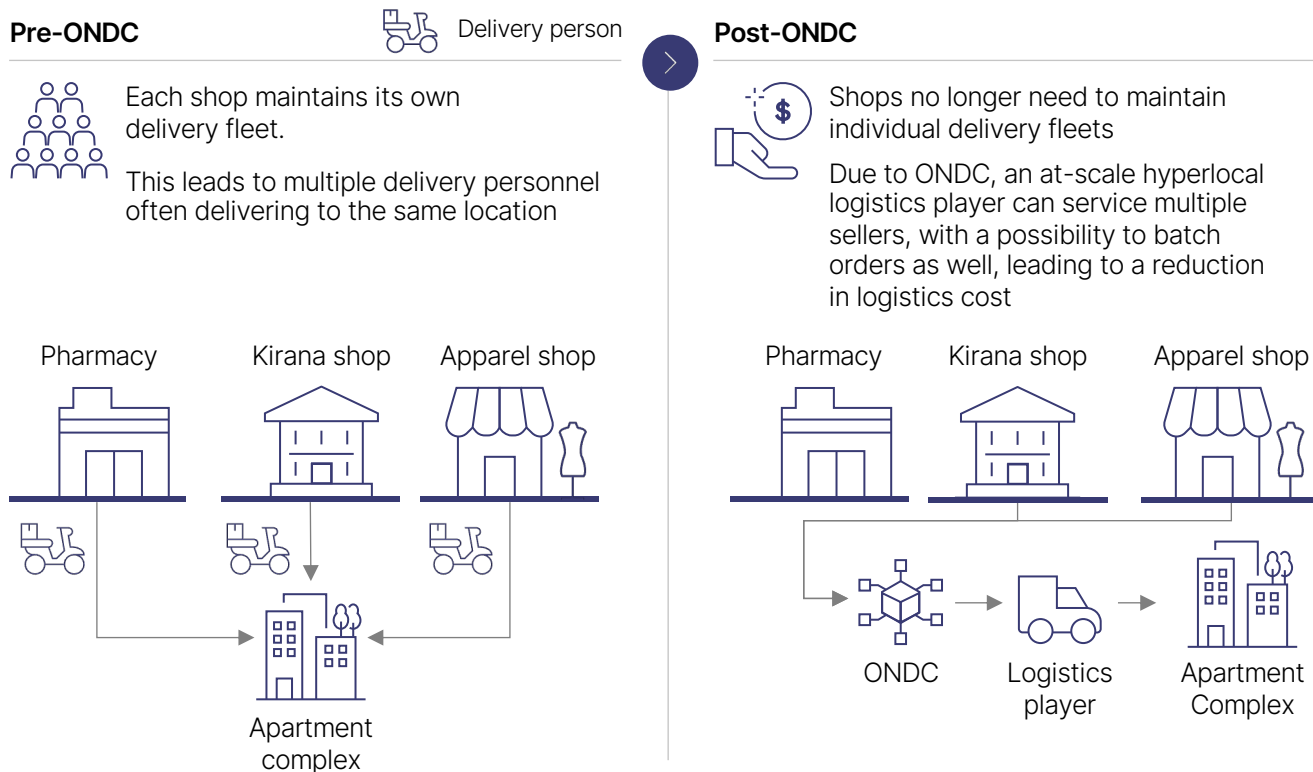 Pre-ONDC
Delivery person
Each shop maintains its own
delivery fleet.
This leads to multiple delivery personnel
often delivering to the same location
Pharmacy
Kirana shop
Apparel shop
Apartment
complex
Post-ONDC
$
Shops no longer need to maintain
individual delivery fleets
Due to ONDC, an at-scale hyperlocal
logistics player can service multiple
sellers, with a possibility to batch
orders as well, leading to a reduction
in logistics cost
Pharmacy
Kirana shop
Apparel shop
ONDC
Logistics
player
Apartment
Complex